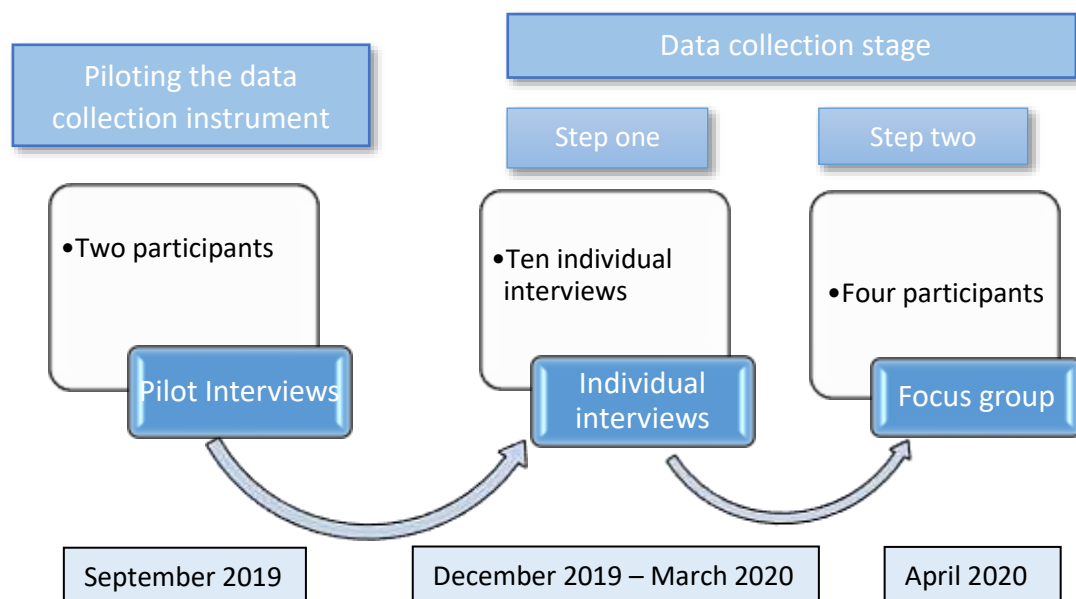 Piloting the data
collection instrument
Data collection stage
Step one
Step two
•Two participants
•Ten individual
interviews
•Four participants
Pilot Interviews
Individual
interviews
Focus group
September 2019
December 2019 – March 2020
April 2020